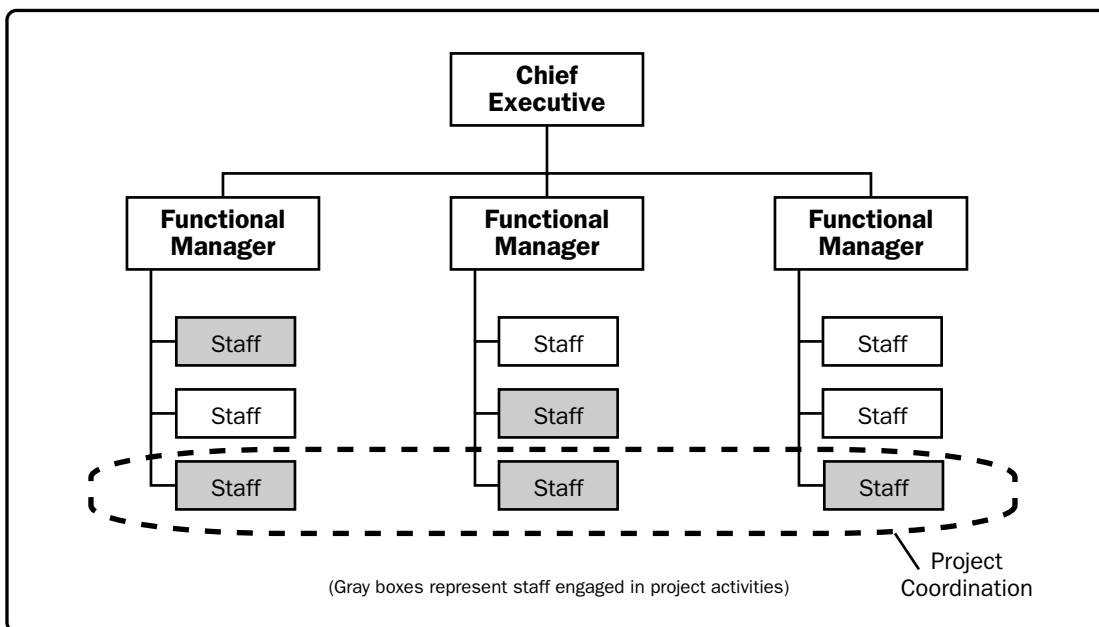 Chief
Executive
Functional
Manager
Functional
Manager
Functional
Manager
Staff
Staff
Staff
Staff
Staff
Staff
Staff
Staff
Staff
Project
Coordination
(Gray boxes represent staff engaged in project activities)